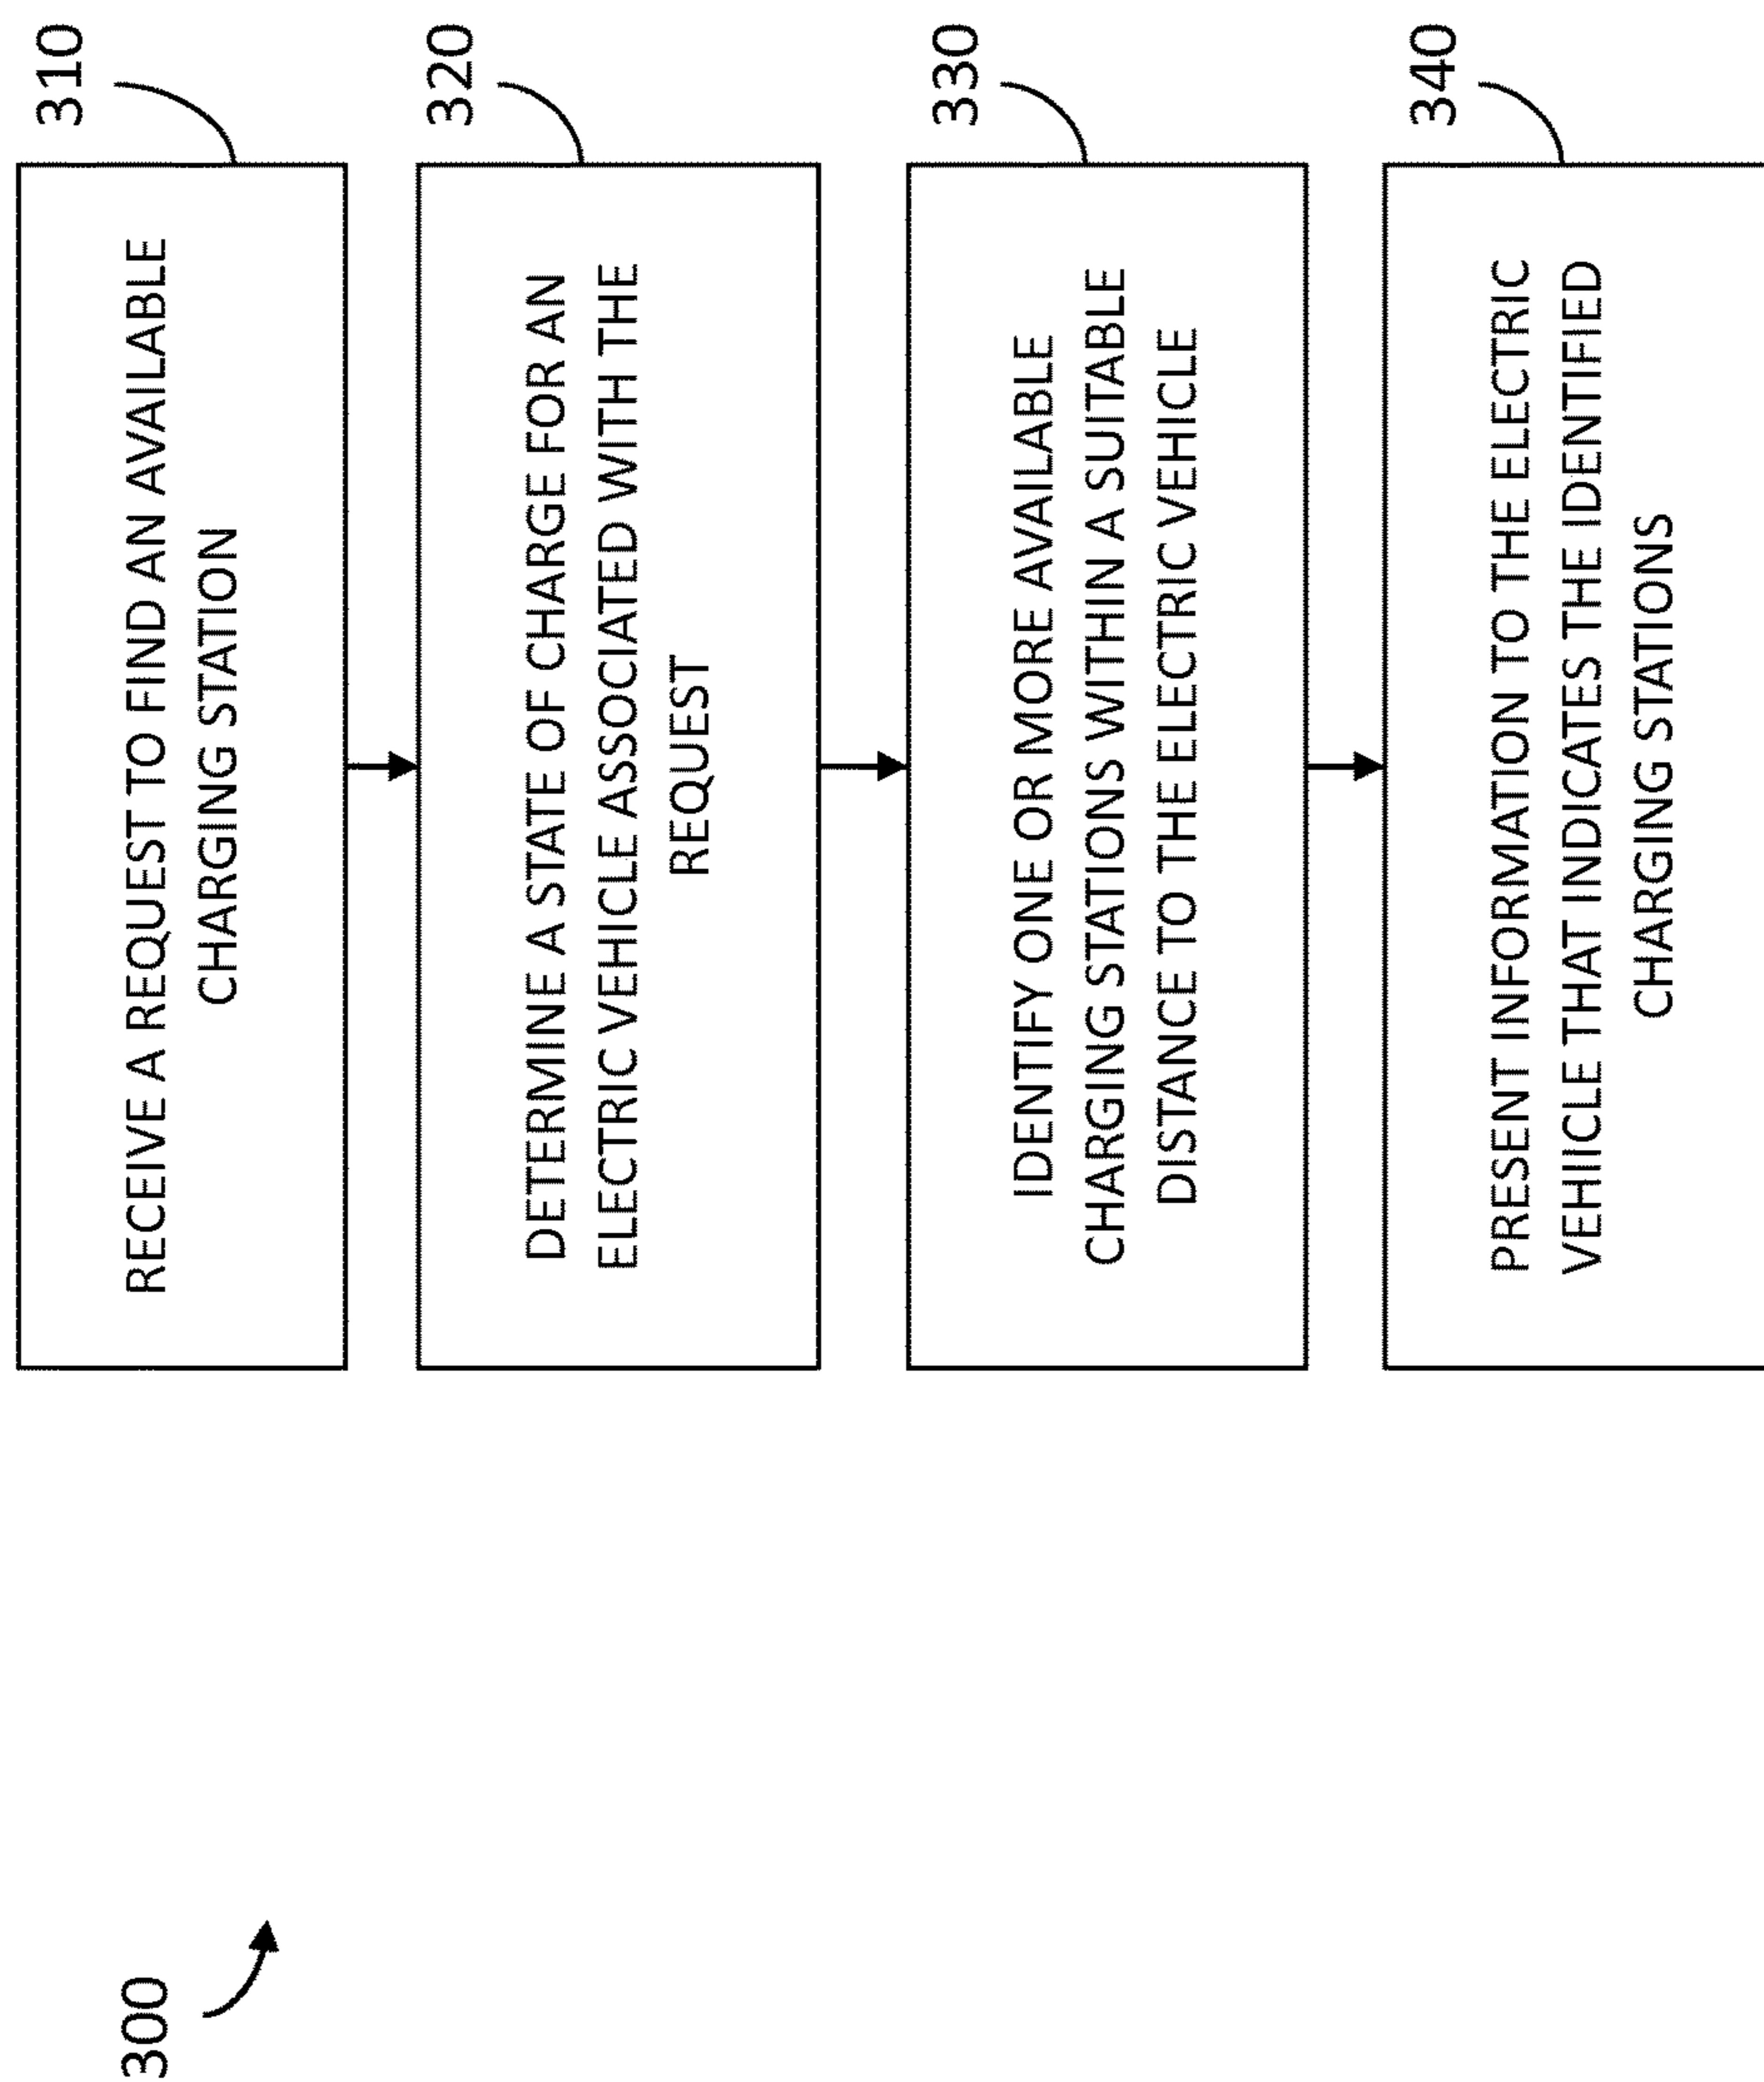 300
310
RECEIVE A REQUEST TO FIND AN AVAILABLE
CHARGING STATION
320
DETERMINE A STATE OF CHARGE FOR AN
ELECTRIC VEHICLE ASSOCIATED WITH THE
REQUEST
330
IDENTIFY ONE OR MORE AVAILABLE
CHARGING STATIONS WITHIN A SUITABLE
DISTANCE TO THE ELECTRIC VEHICLE
340
PRESENT INFORMATION TO THE ELECTRIC
VEHIICLE THAT INDICATES THE IDENTIFIED
CHARGING STATIONS